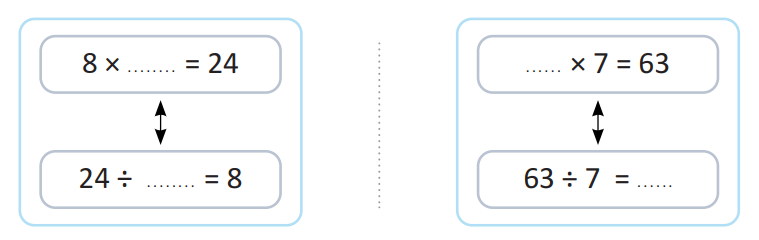 8 × ........ = 24
24 ÷ ........ = 8
...... × 7 = 63
63 ÷ 7 = ......